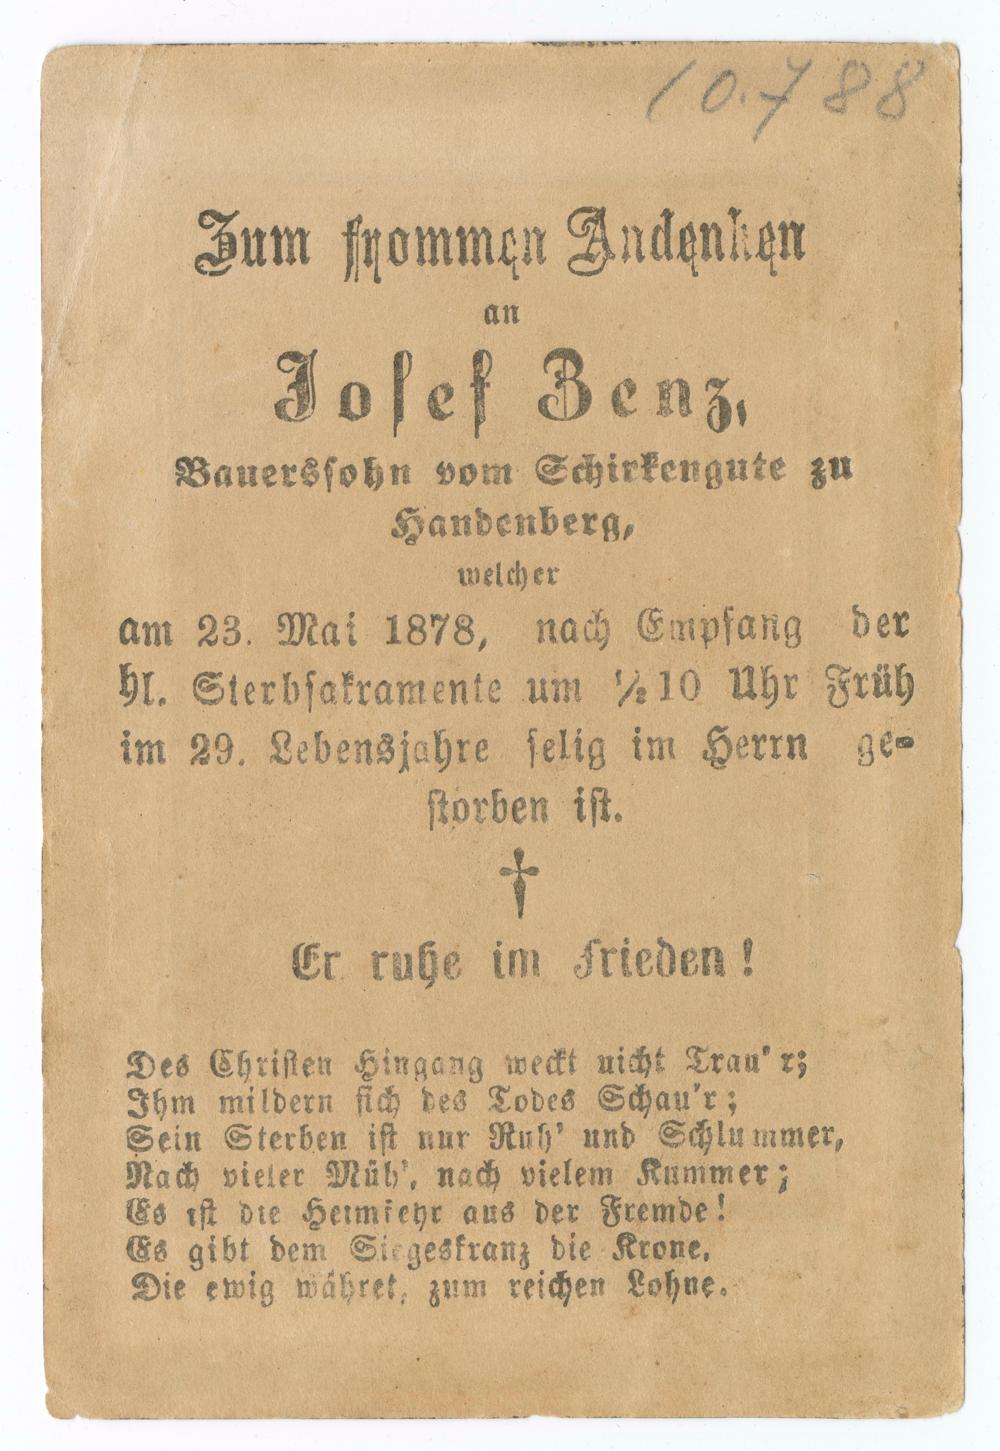 10.788
Zum frommen Andenken
an
Josef Benz,
Bauerssohn vom Schirkengute zu
Handenberg,
welcher
am 23. Mai 1878, nach Empfang der
hl. Sterbsakramente um ½10 Uhr Früh
im 29. Lebensjahre selig im Herrn ge-
storben ist.
†
Er ruhe im Frieden!
Des Christen Hingang weckt nicht Trau'r;
Ihm mildern sich des Todes Schau'r;
Sein Sterben ist nur Ruh' und Schlummer,
Nach vieler Müh', nach vielem Kummer;
Es ist die Heimkehr aus der Fremde!
Es gibt dem Siegeskranz die Krone,
Die ewig währet, zum reichen Lohne.